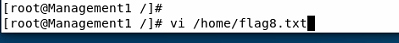 [root@Management1 /]#
[root@Management1 /]# vi /home/flag8.txt